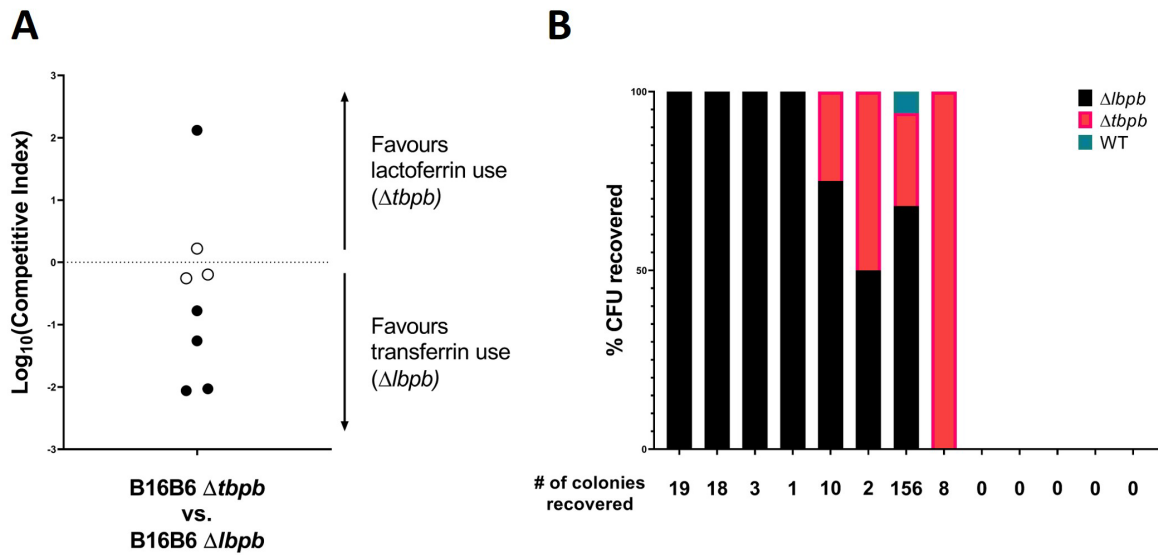 A
Log10(Competitive Index)
3
2
1
0
-1
-2
-3
Favours
lactoferrin use
(Δtbpb)
Favours
transferrin use
(Δlbpb)
B16B6 Δtbpb
vs.
B16B6 Δlbpb
B
% CFU recovered
100
50
0
Δlbpb
Δtbpb
WT
# of colonies
recovered
19 18 3 1 10 2 156 8 0 0 0 0 0